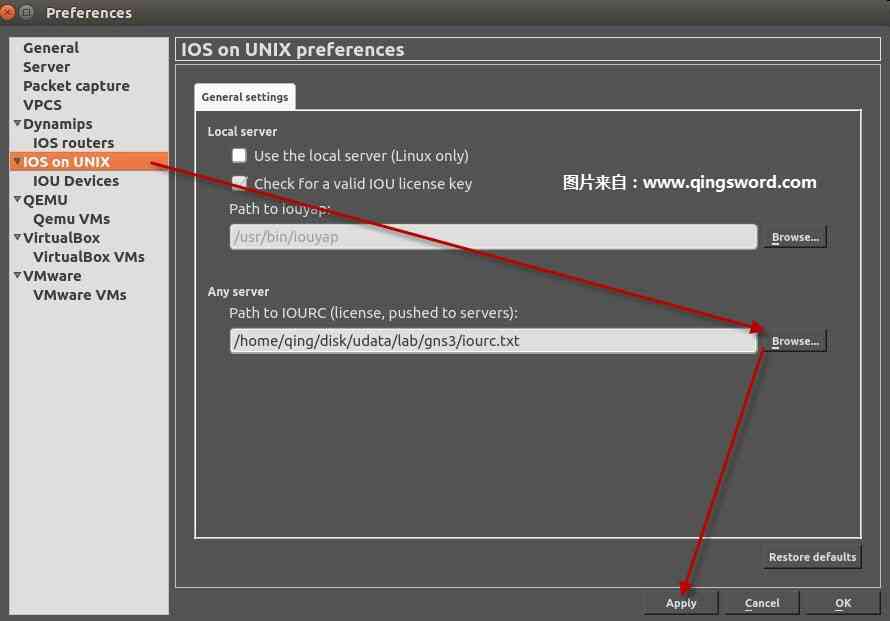 Preferences
General
Server
Packet capture
VPCS
Dynamips
IOS routers
IOS on UNIX
IOU Devices
QEMU
Qemu VMs
VirtualBox
VirtualBox VMs
VMware
VMware VMs
IOS on UNIX preferences
General settings
Local server
Use the local server (Linux only)
Check for a valid IOU license key
图片来自：www.qingsword.com
Path to iouyap:
/usr/bin/iouyap
Browse...
Any server
Path to IOURC (license, pushed to servers):
/home/qing/disk/udata/lab/gns3/iourc.txt
Browse...
Restore defaults
Apply
Cancel
OK